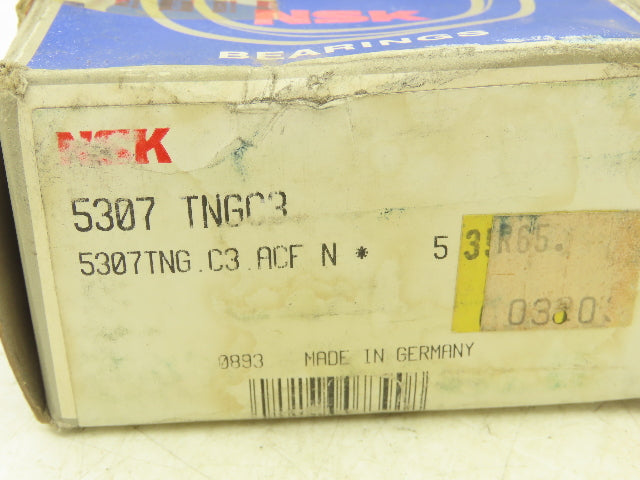 NSK
BEARINGS
NSK
5307 TNGC3
5307TNG.C3.ACF N * 5
0893 MADE IN GERMANY